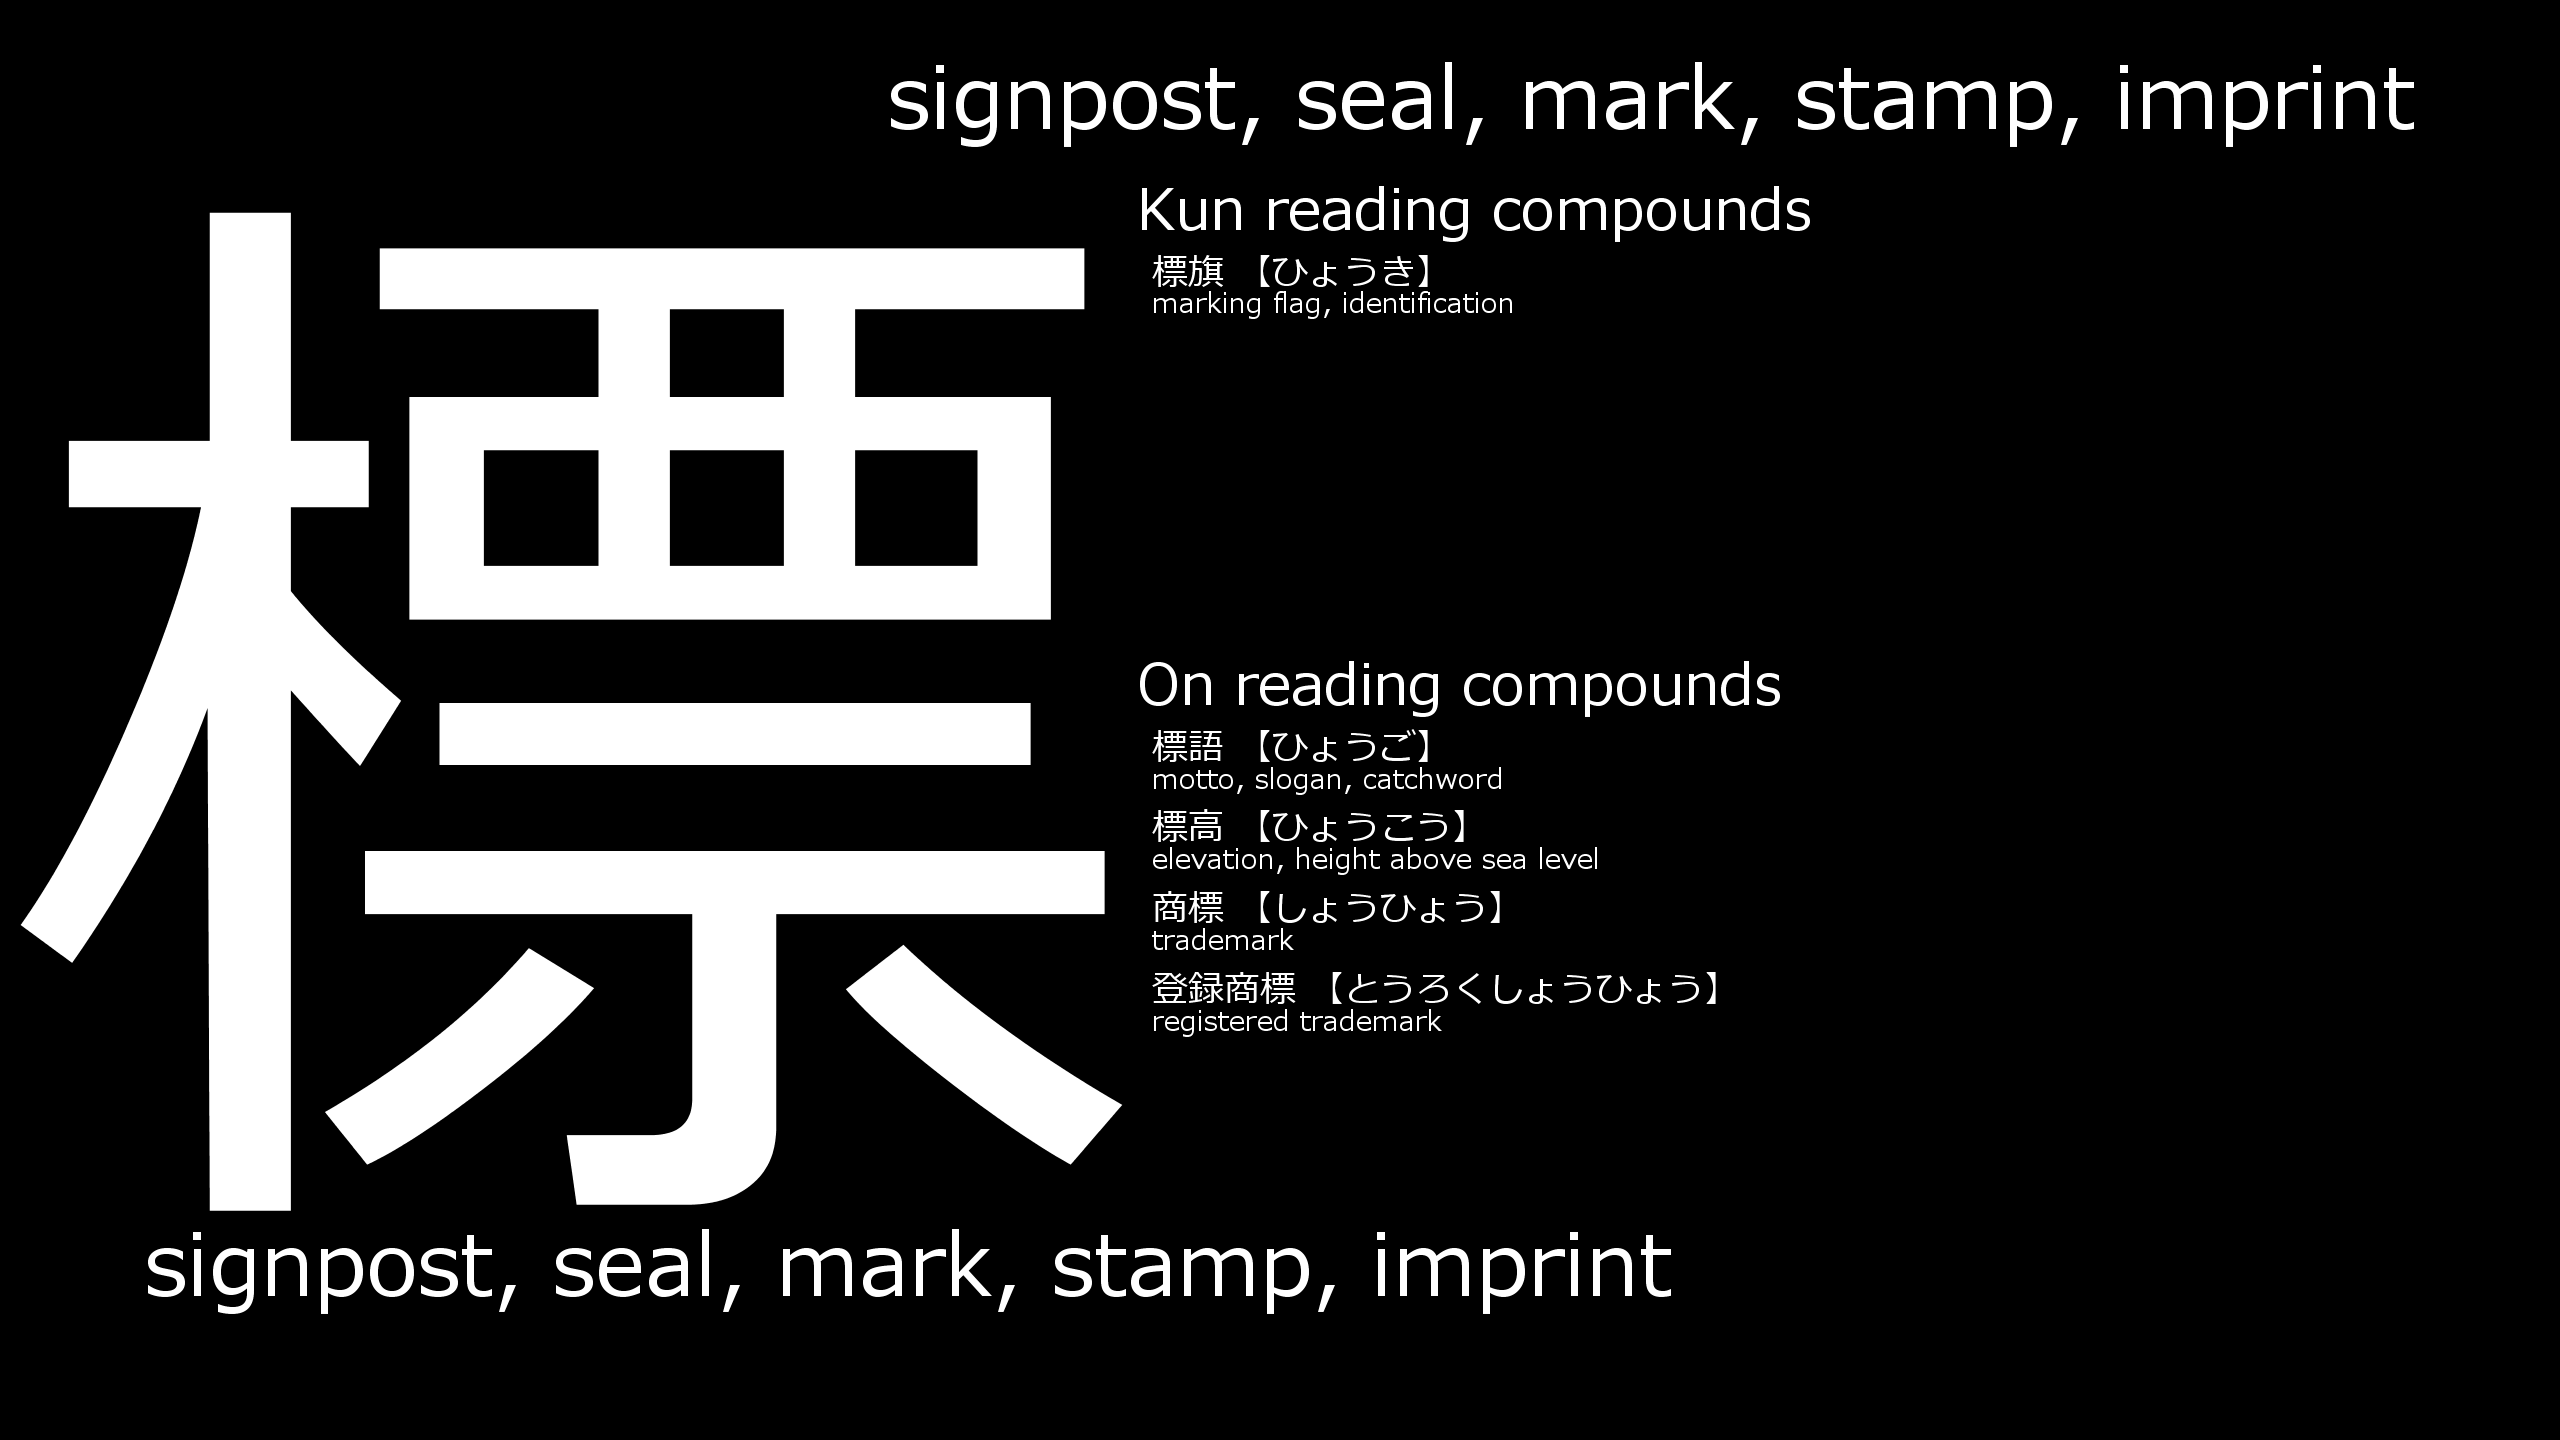 signpost, seal, mark, stamp, imprint
標
Kun reading compounds
標旗 【ひょうき】
marking flag, identification
On reading compounds
標語 【ひょうご】
motto, slogan, catchword
標高 【ひょうこう】
elevation, height above sea level
商標 【しょうひょう】
trademark
登録商標 【とうろくしょうひょう】
registered trademark
signpost, seal, mark, stamp, imprint